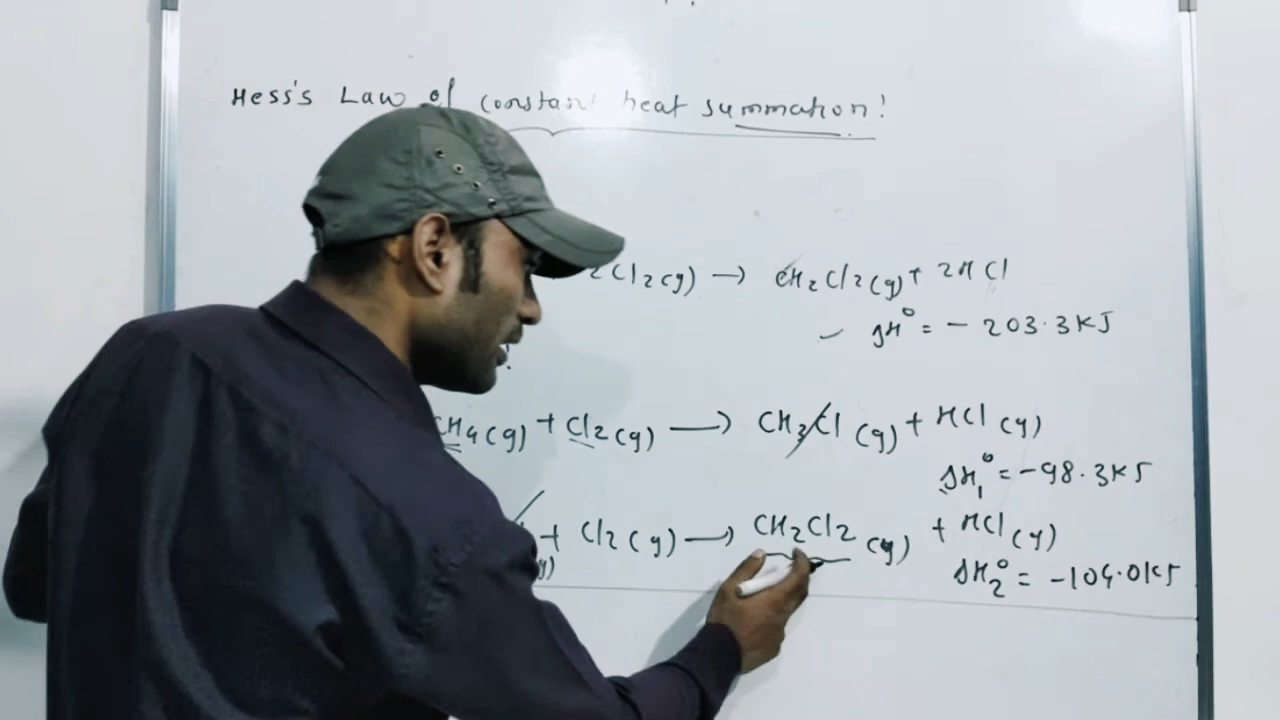 Hess's Law of constant heat summation!
2Cl2(g) → CH2Cl2(g) + 2HCl
ΔH° = - 203.3KJ
CH4(g) + Cl2(g) → CH3Cl (g) + HCl (g)
ΔH1° = -98.3KJ
+ Cl2(g) → CH2Cl2 (g) + HCl(g)
ΔH2° = -104.0KJ